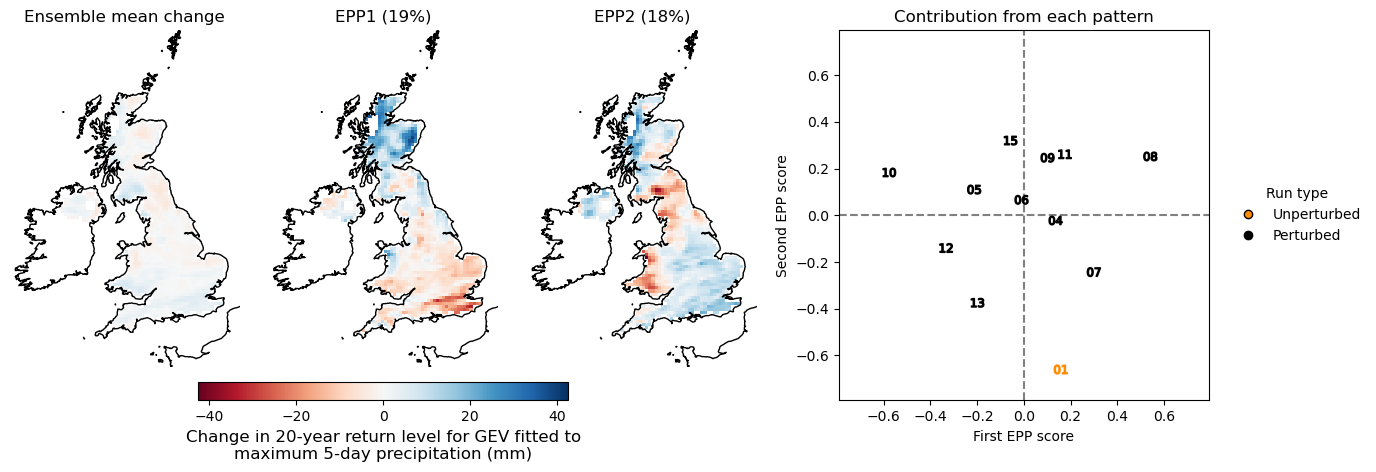 Ensemble mean change
EPP1 (19%)
EPP2 (18%)
−40
−20
0
20
40
Change in 20-year return level for GEV fitted to
maximum 5-day precipitation (mm)
Contribution from each pattern
Second EPP score
0.6
0.4
0.2
0.0
−0.2
−0.4
−0.6
15
09
11
08
10
05
06
04
12
07
13
01
−0.6
−0.4
−0.2
0.0
0.2
0.4
0.6
First EPP score
Run type
Unperturbed
Perturbed